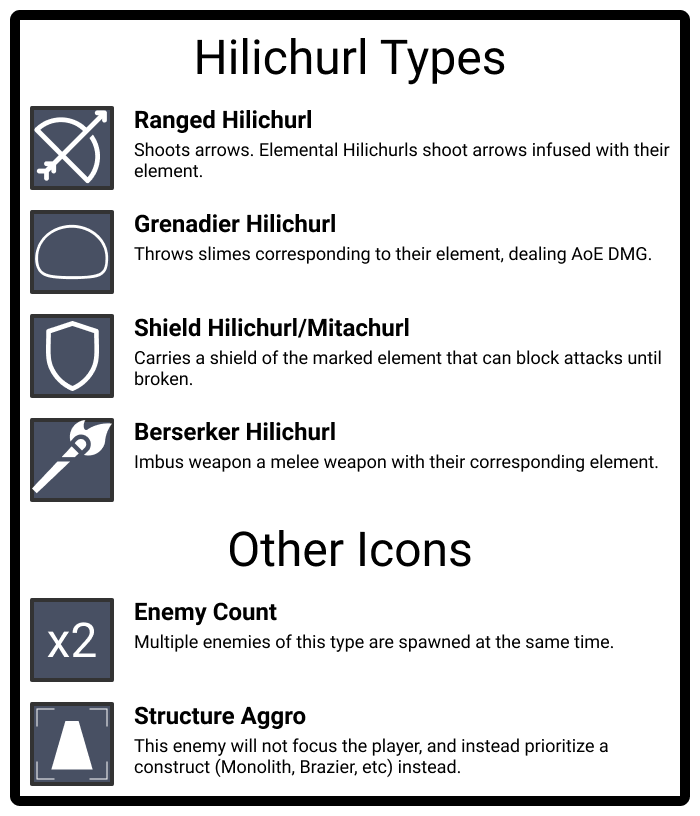 Hilichurl Types
Ranged Hilichurl
Shoots arrows. Elemental Hilichurls shoot arrows infused with their
element.
Grenadier Hilichurl
Throws slimes corresponding to their element, dealing AoE DMG.
Shield Hilichurl/Mitachurl
Carries a shield of the marked element that can block attacks until
broken.
Berserker Hilichurl
Imbus weapon a melee weapon with their corresponding element.
Other Icons
x2
Enemy Count
Multiple enemies of this type are spawned at the same time.
Structure Aggro
This enemy will not focus the player, and instead prioritize a
construct (Monolith, Brazier, etc) instead.